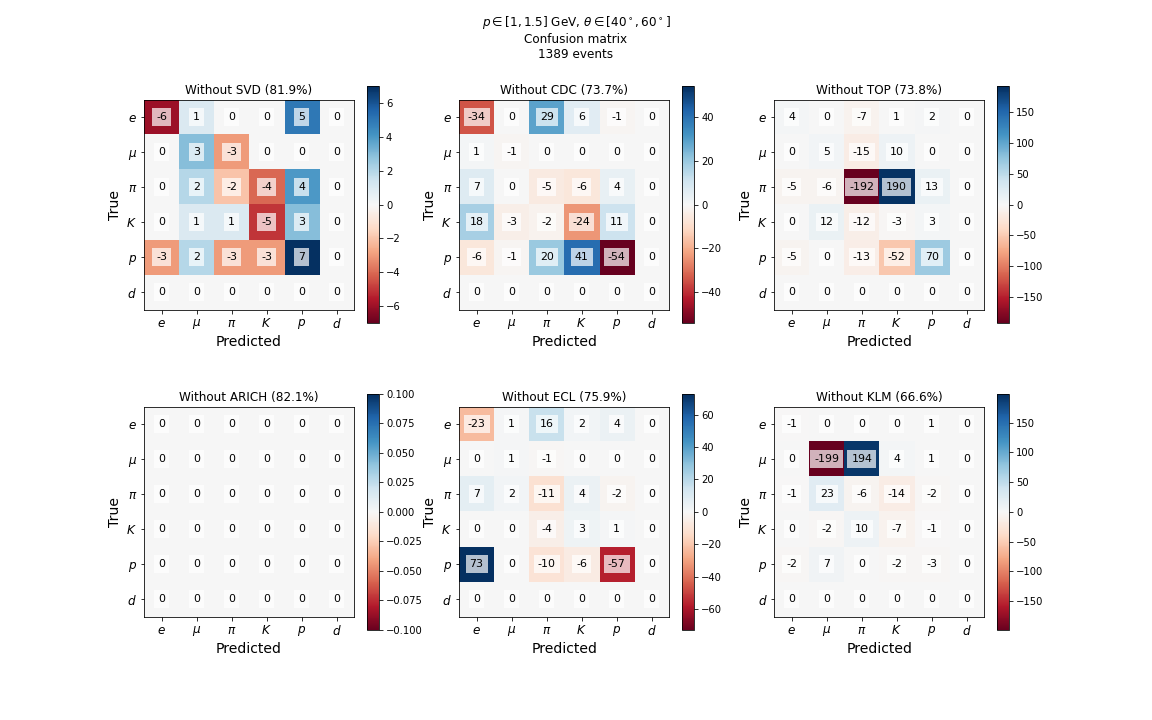 p ∈ [1, 1.5] GeV, θ ∈ [40°, 60°]
Confusion matrix
1389 events
Without SVD (81.9%)
e -6 1 0 0 5 0
μ 0 3 -3 0 0 0
π 0 2 -2 -4 4 0
K 0 1 1 -5 3 0
p -3 2 -3 -3 7 0
d 0 0 0 0 0 0
e μ π K p d
True
Predicted
6
4
2
0
−2
−4
−6
Without CDC (73.7%)
e -34 0 29 6 -1 0
μ 1 -1 0 0 0 0
π 7 0 -5 -6 4 0
K 18 -3 -2 -24 11 0
p -6 -1 20 41 -54 0
d 0 0 0 0 0 0
e μ π K p d
True
Predicted
40
20
0
−20
−40
Without TOP (73.8%)
e 4 0 -7 1 2 0
μ 0 5 -15 10 0 0
π -5 -6 -192 190 13 0
K 0 12 -12 -3 3 0
p -5 0 -13 -52 70 0
d 0 0 0 0 0 0
e μ π K p d
True
Predicted
150
100
50
0
−50
−100
−150
Without ARICH (82.1%)
e 0 0 0 0 0 0
μ 0 0 0 0 0 0
π 0 0 0 0 0 0
K 0 0 0 0 0 0
p 0 0 0 0 0 0
d 0 0 0 0 0 0
e μ π K p d
True
Predicted
0.100
0.075
0.050
0.025
0.000
−0.025
−0.050
−0.075
−0.100
Without ECL (75.9%)
e -23 1 16 2 4 0
μ 0 1 -1 0 0 0
π 7 2 -11 4 -2 0
K 0 0 -4 3 1 0
p 73 0 -10 -6 -57 0
d 0 0 0 0 0 0
e μ π K p d
True
Predicted
60
40
20
0
−20
−40
−60
Without KLM (66.6%)
e -1 0 0 0 1 0
μ 0 -199 194 4 1 0
π -1 23 -6 -14 -2 0
K 0 -2 10 -7 -1 0
p -2 7 0 -2 -3 0
d 0 0 0 0 0 0
e μ π K p d
True
Predicted
150
100
50
0
−50
−100
−150